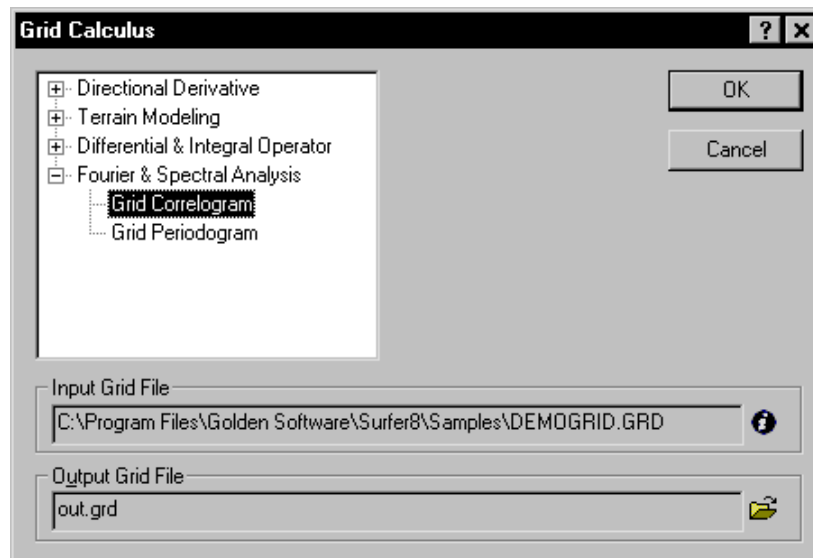 Grid Calculus
Directional Derivative
Terrain Modeling
Differential & Integral Operator
Fourier & Spectral Analysis
Grid Correlogram
Grid Periodogram
OK
Cancel
Input Grid File
C:\Program Files\Golden Software\Surfer8\Samples\DEMOGRID.GRD
Output Grid File
out.grd